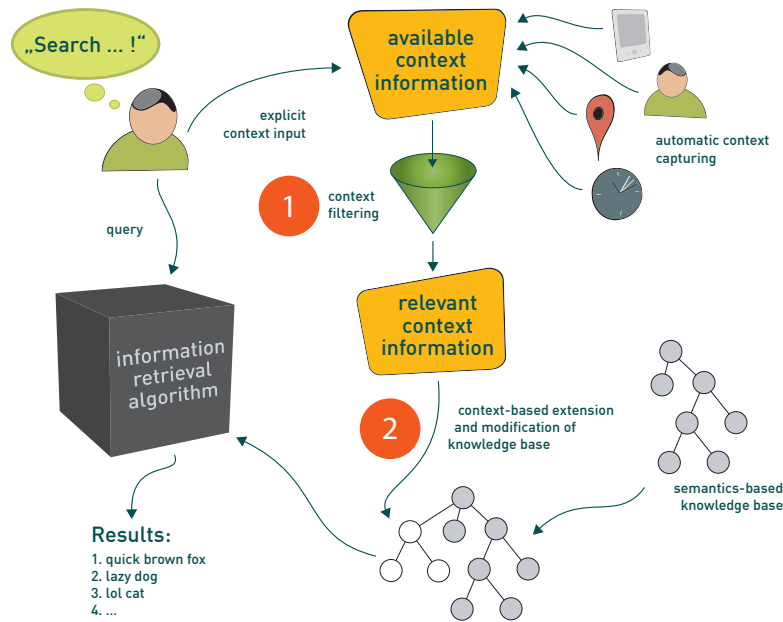 „Search ... !“
available
context
information
explicit
context input
automatic context
capturing
1
context
filtering
query
relevant
context
information
information
retrieval
algorithm
2
context-based extension
and modification of
knowledge base
semantics-based
knowledge base
Results:
1. quick brown fox
2. lazy dog
3. lol cat
4. ...